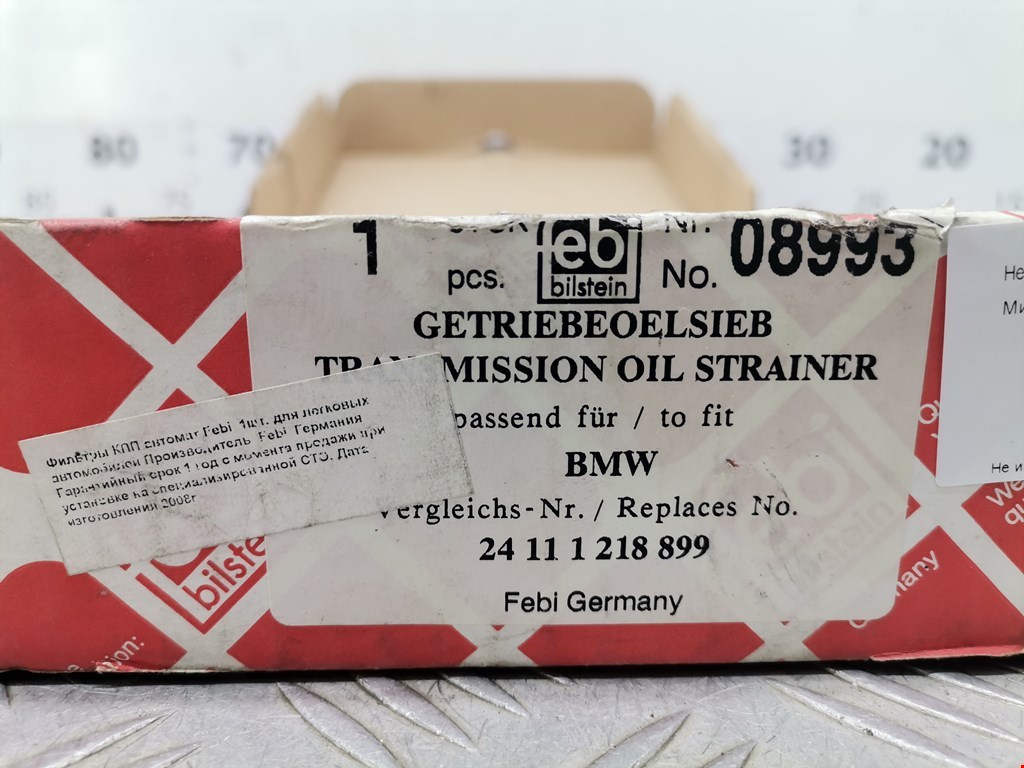 80 70 30 20
1 pcs. febi bilstein Nr. No. 08993
GETRIEBEOELSIEB
TRANSMISSION OIL STRAINER
passend für / to fit
BMW
Vergleichs-Nr. / Replaces No.
24 11 1 218 899
Febi Germany
Фильтры КПП автомат Febi 1шт. для легковых
автомобилей Производитель Febi Германия
Гарантийный срок 1 год с момента продажи при
установке на специализированной СТО. Дата
изготовления 2008г
bilstein
Не
Ми
Не и